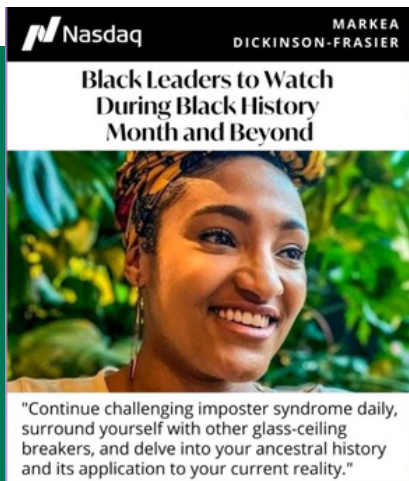 Nasdaq
MARKEA
DICKINSON-FRASIER
Black Leaders to Watch
During Black History
Month and Beyond
"Continue challenging imposter syndrome daily,
surround yourself with other glass-ceiling
breakers, and delve into your ancestral history
and its application to your current reality."